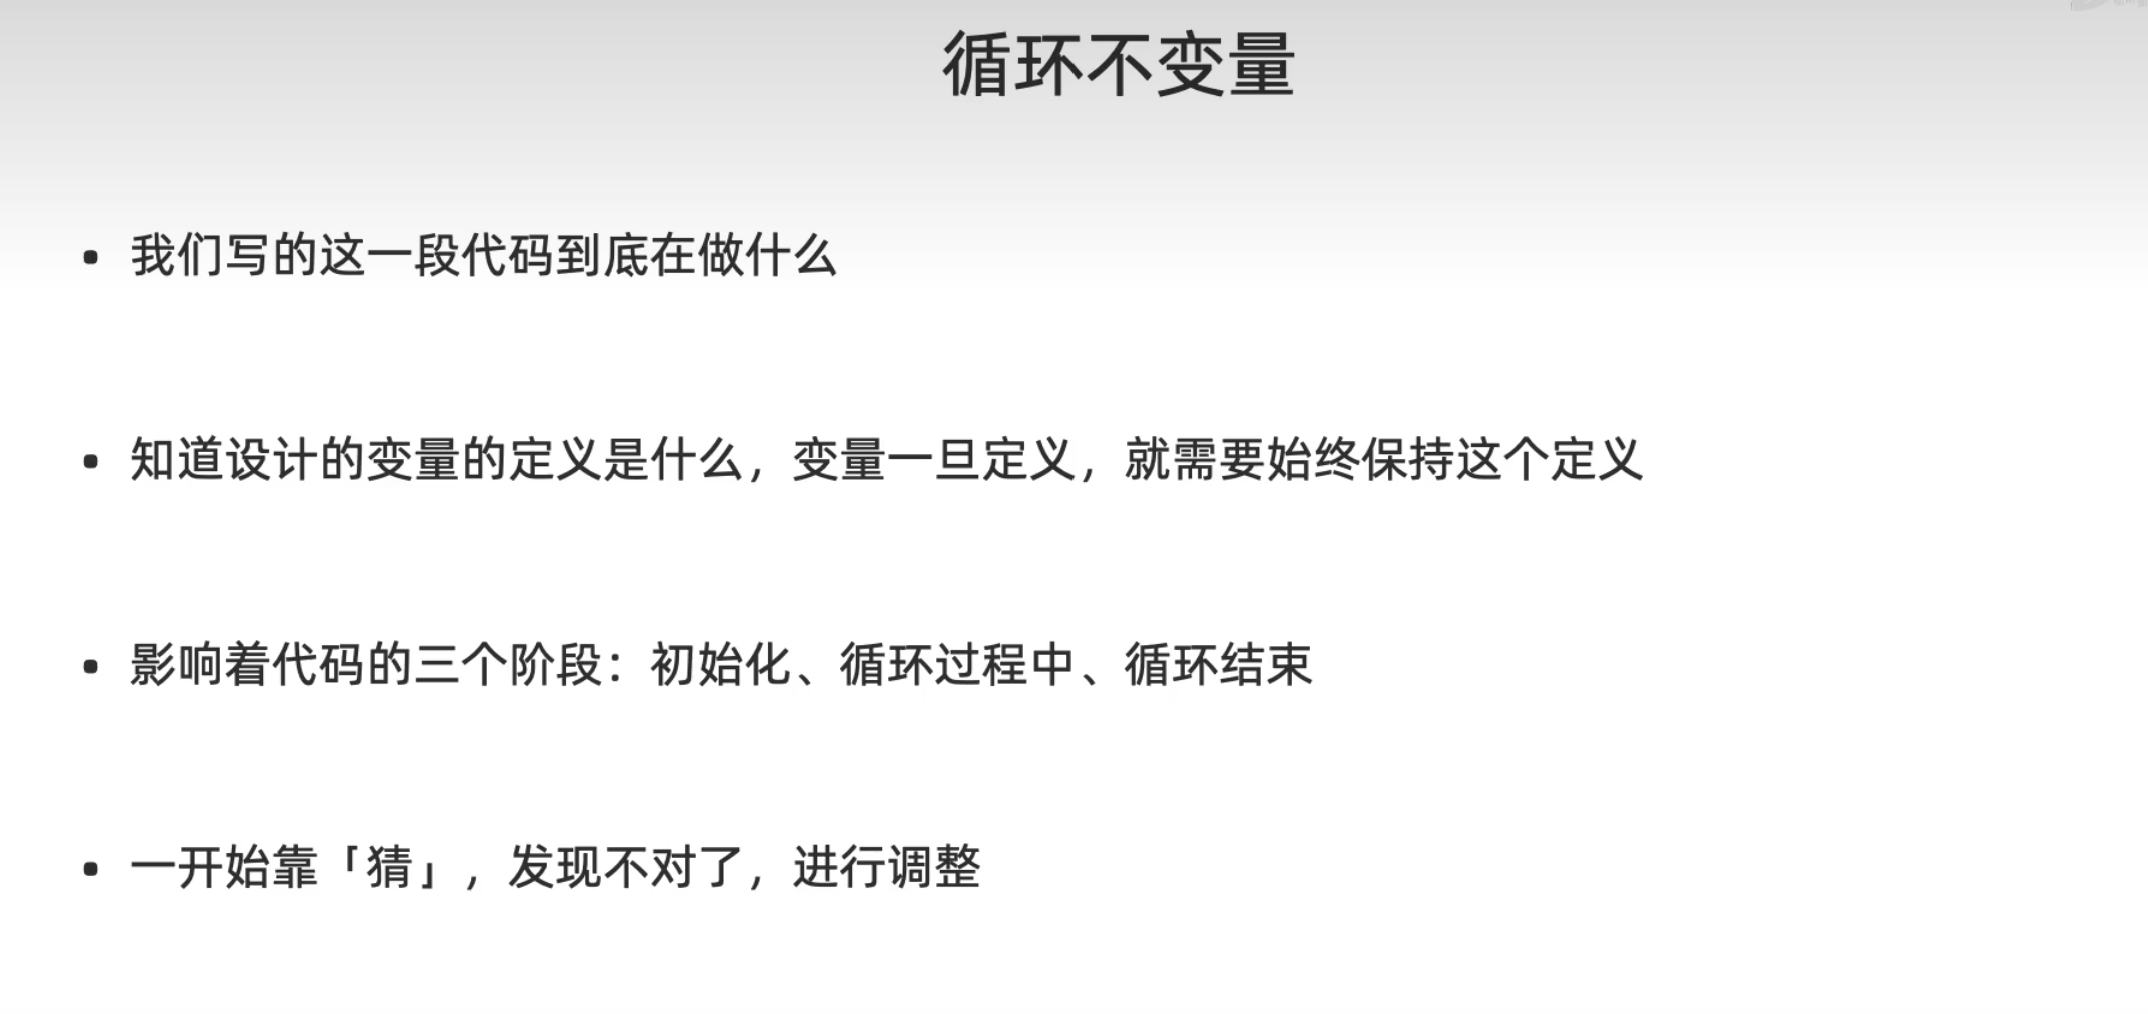 循环不变量
• 我们写的这一段代码到底在做什么
• 知道设计的变量的定义是什么，变量一旦定义，就需要始终保持这个定义
• 影响着代码的三个阶段：初始化、循环过程中、循环结束
• 一开始靠「猜」，发现不对了，进行调整